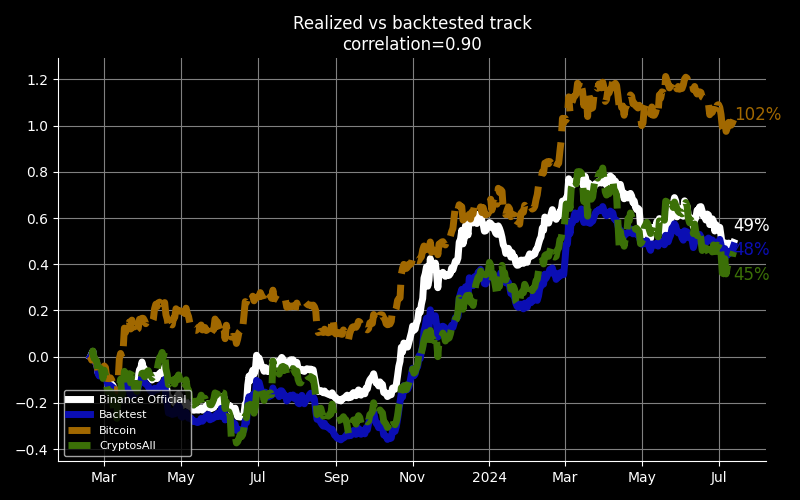 Realized vs backtested track
correlation=0.90
1.2
1.0
0.8
0.6
0.4
0.2
0.0
−0.2
−0.4
102%
49%
48%
45%
Binance Official
Backtest
Bitcoin
CryptosAll
Mar May Jul Sep Nov 2024 Mar May Jul